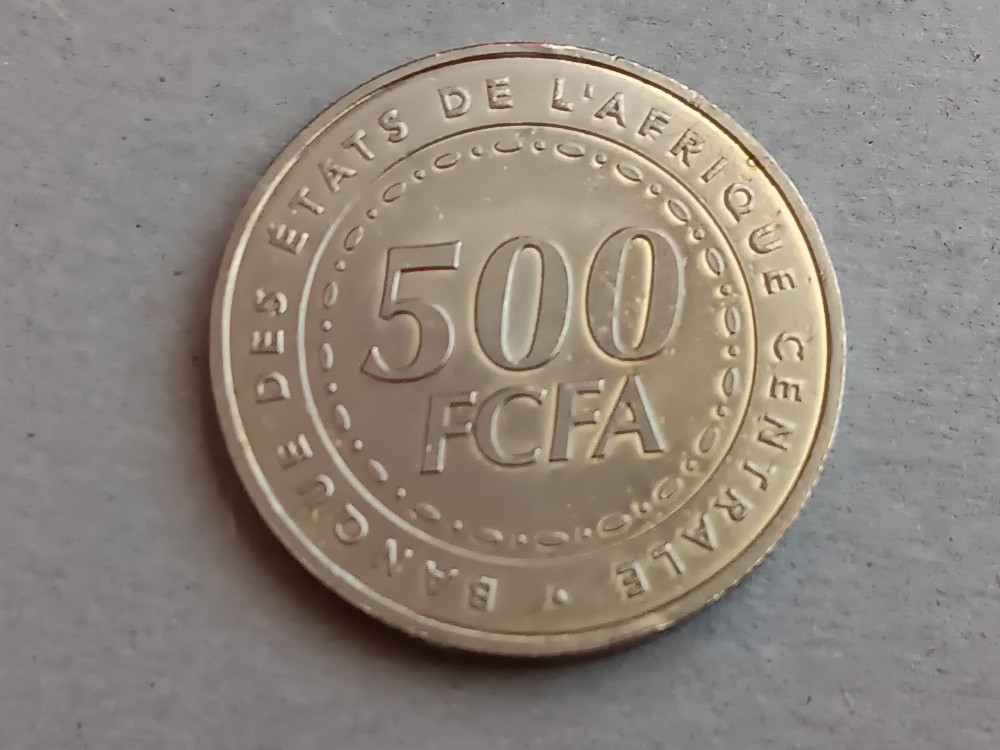 BANQUE DES ÉTATS DE L'AFRIQUE CENTRALE
500
FCFA